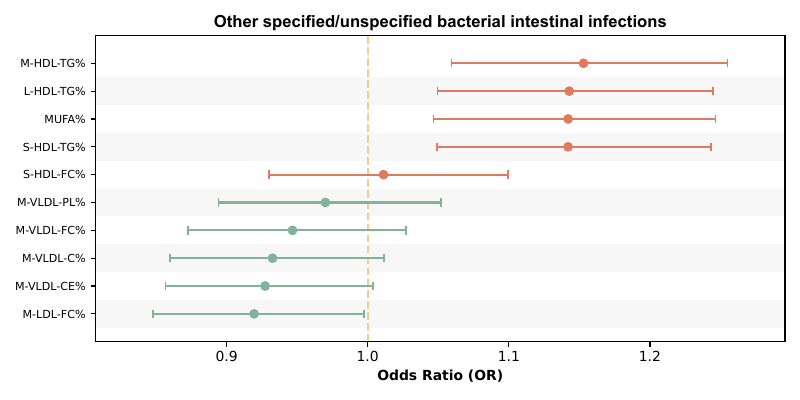 Other specified/unspecified bacterial intestinal infections
M-HDL-TG%
L-HDL-TG%
MUFA%
S-HDL-TG%
S-HDL-FC%
M-VLDL-PL%
M-VLDL-FC%
M-VLDL-C%
M-VLDL-CE%
M-LDL-FC%
0.9 1.0 1.1 1.2
Odds Ratio (OR)